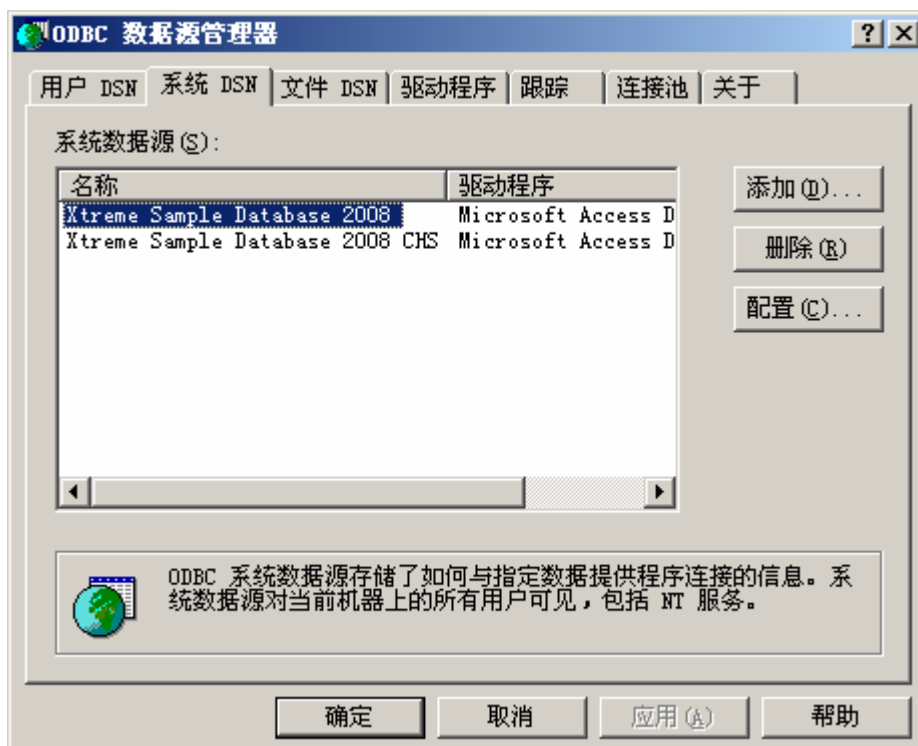 ODBC 数据源管理器
用户 DSN 系统 DSN 文件 DSN 驱动程序 跟踪 连接池 关于
系统数据源(S):
名称 驱动程序
Xtreme Sample Database 2008 Microsoft Access D
Xtreme Sample Database 2008 CHS Microsoft Access D
添加(D)...
删除(R)
配置(C)...
ODBC 系统数据源存储了如何与指定数据提供程序连接的信息。系
统数据源对当前机器上的所有用户可见，包括 NT 服务。
确定 取消 应用(A) 帮助